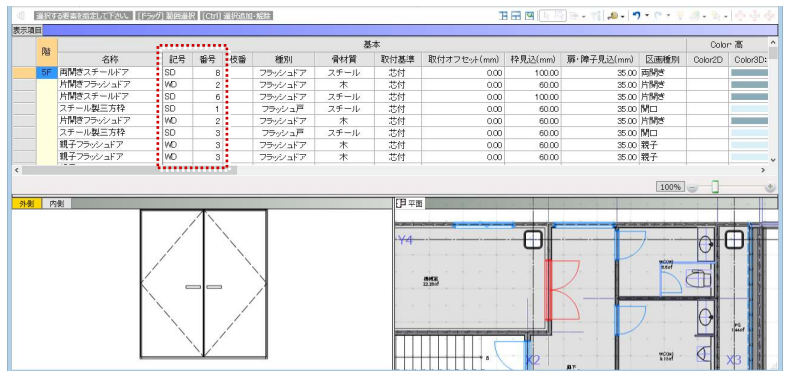 選択する要素を指定して下さい。 [ドラッグ] 範囲選択 [Ctrl] 選択追加・解除
表示項目
階 基本 Color 高
名称 記号 番号 枝番 種別 骨材質 取付基準 取付オフセット(mm) 枠見込(mm) 扉・障子見込(mm) 区画種別 Color2D Color3D:
5F 両開きスチールドア SD 8 フラッシュドア スチール 芯付 0.00 100.00 35.00 両開き
片開きフラッシュドア WD 2 フラッシュドア 木 芯付 0.00 60.00 35.00 片開き
片開きスチールドア SD 6 フラッシュドア スチール 芯付 0.00 100.00 35.00 片開き
スチール製三方枠 SD 1 フラッシュ戸 スチール 芯付 0.00 60.00 35.00 開口
片開きフラッシュドア WD 2 フラッシュドア 木 芯付 0.00 60.00 35.00 片開き
スチール製三方枠 SD 3 フラッシュ戸 スチール 芯付 0.00 60.00 35.00 開口
親子フラッシュドア WD 3 フラッシュドア 木 芯付 0.00 60.00 35.00 親子
親子フラッシュドア WD 3 フラッシュドア 木 芯付 0.00 60.00 35.00 親子
100%
外側 内側
平面
Y4
機械室
X2
X3